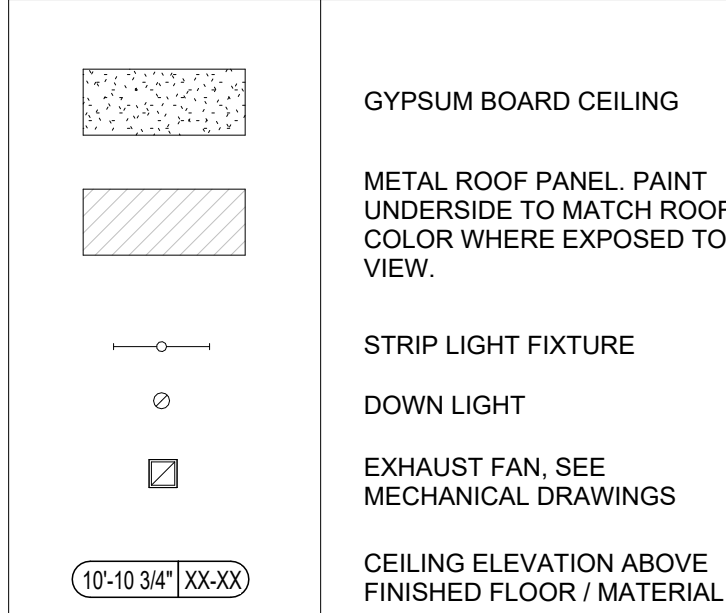 GYPSUM BOARD CEILING
METAL ROOF PANEL. PAINT
UNDERSIDE TO MATCH ROOF
COLOR WHERE EXPOSED TO
VIEW.
STRIP LIGHT FIXTURE
DOWN LIGHT
EXHAUST FAN, SEE
MECHANICAL DRAWINGS
10'-10 3/4" XX-XX
CEILING ELEVATION ABOVE
FINISHED FLOOR / MATERIAL